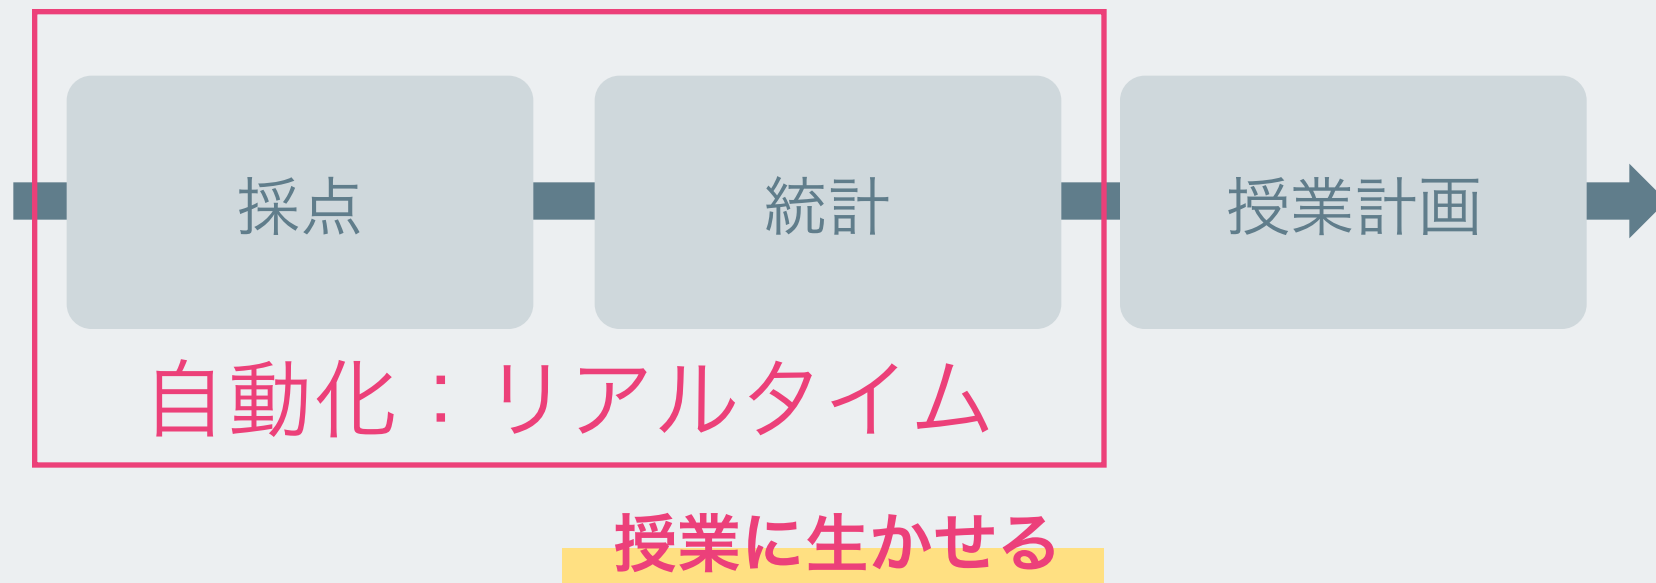 採点
統計
授業計画
自動化：リアルタイム
授業に生かせる